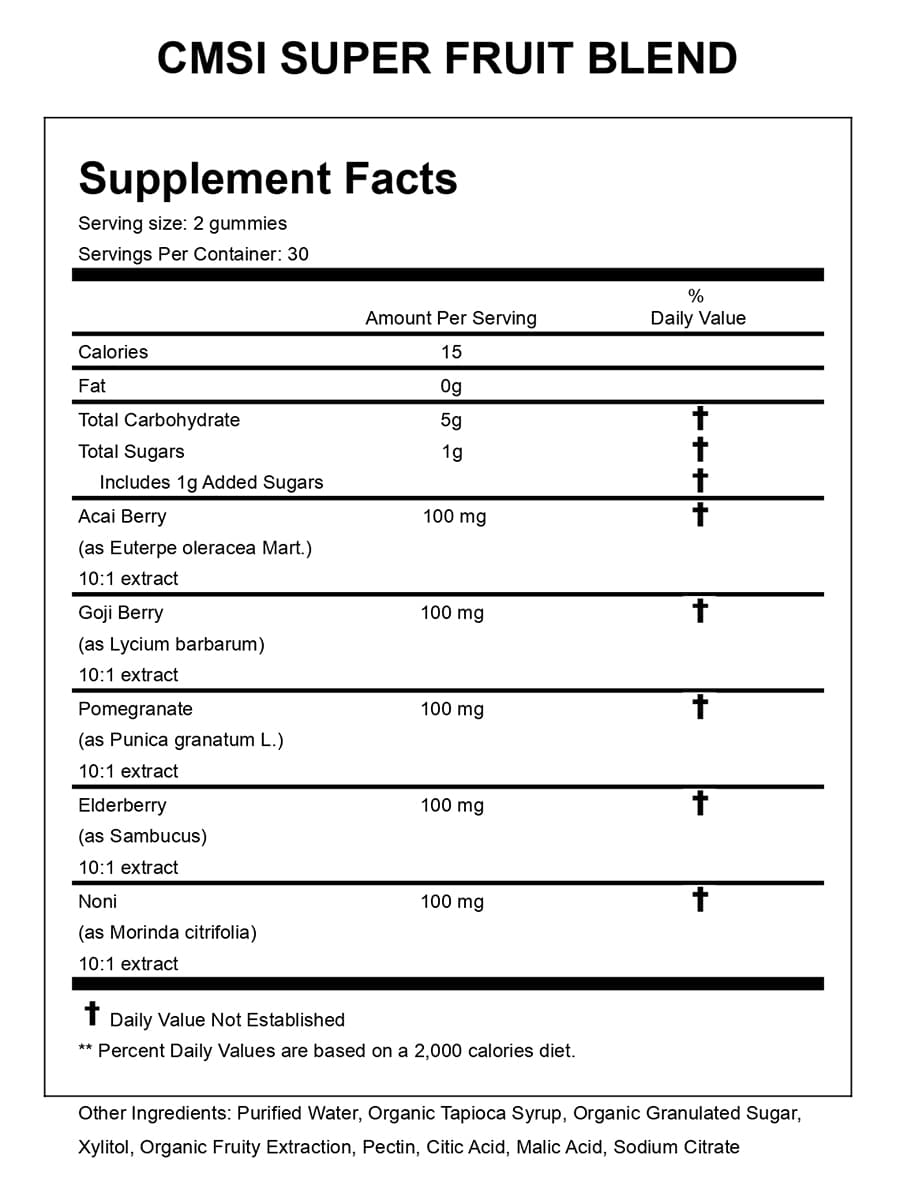 CMSI SUPER FRUIT BLEND
Supplement Facts
Serving size: 2 gummies
Servings Per Container: 30
%
Amount Per Serving Daily Value
Calories 15
Fat 0g
Total Carbohydrate 5g †
Total Sugars 1g †
Includes 1g Added Sugars †
Acai Berry 100 mg †
(as Euterpe oleracea Mart.)
10:1 extract
Goji Berry 100 mg †
(as Lycium barbarum)
10:1 extract
Pomegranate 100 mg †
(as Punica granatum L.)
10:1 extract
Elderberry 100 mg †
(as Sambucus)
10:1 extract
Noni 100 mg †
(as Morinda citrifolia)
10:1 extract
† Daily Value Not Established
** Percent Daily Values are based on a 2,000 calories diet.
Other Ingredients: Purified Water, Organic Tapioca Syrup, Organic Granulated Sugar,
Xylitol, Organic Fruity Extraction, Pectin, Citic Acid, Malic Acid, Sodium Citrate